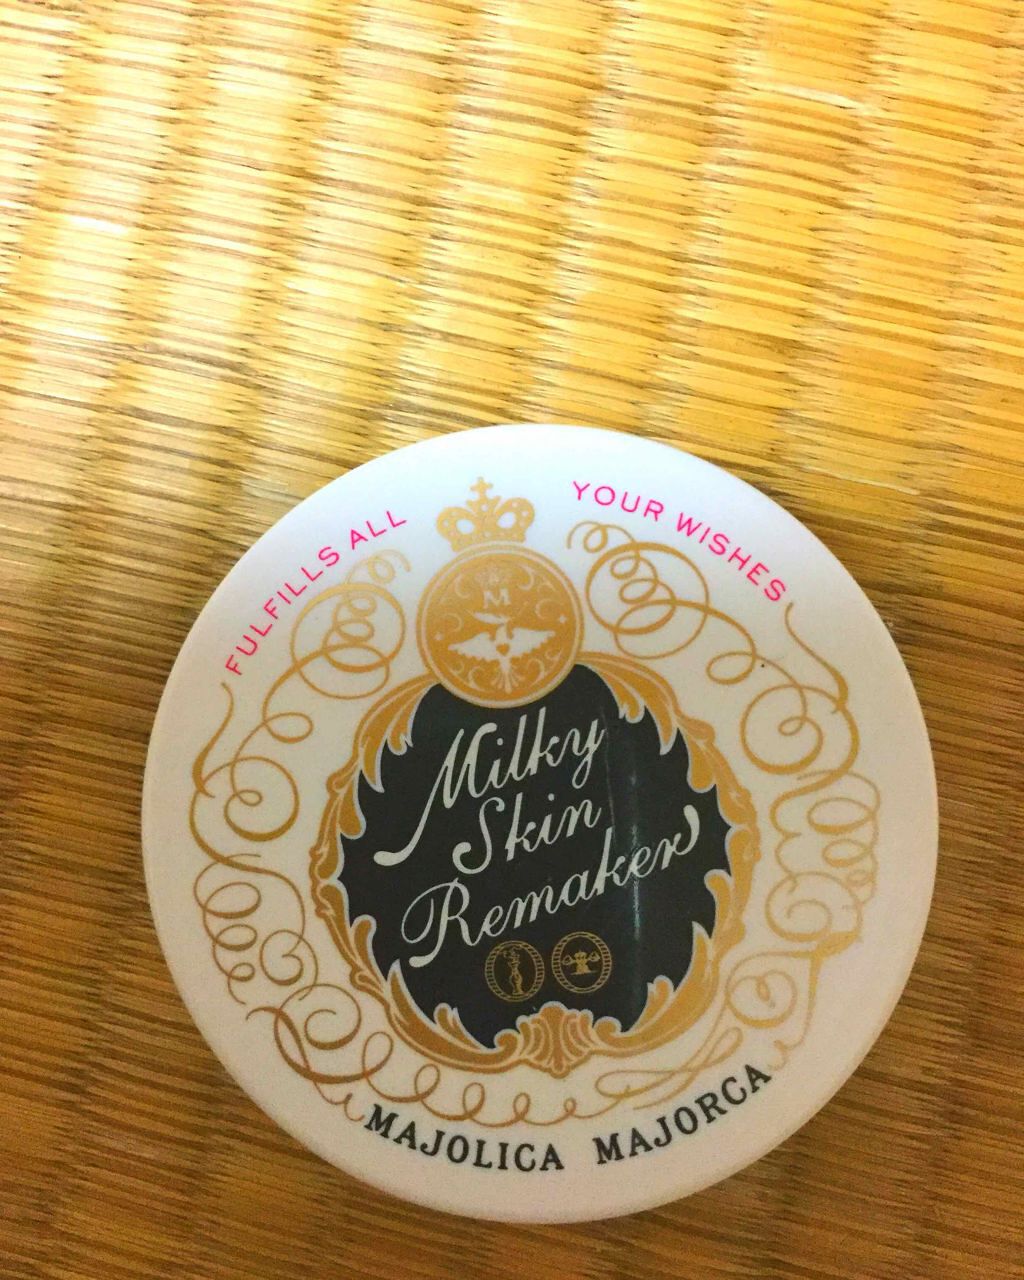 FULFILLS ALL YOUR WISHES
M
Milky
Skin
Remaker
MAJOLICA MAJORCA